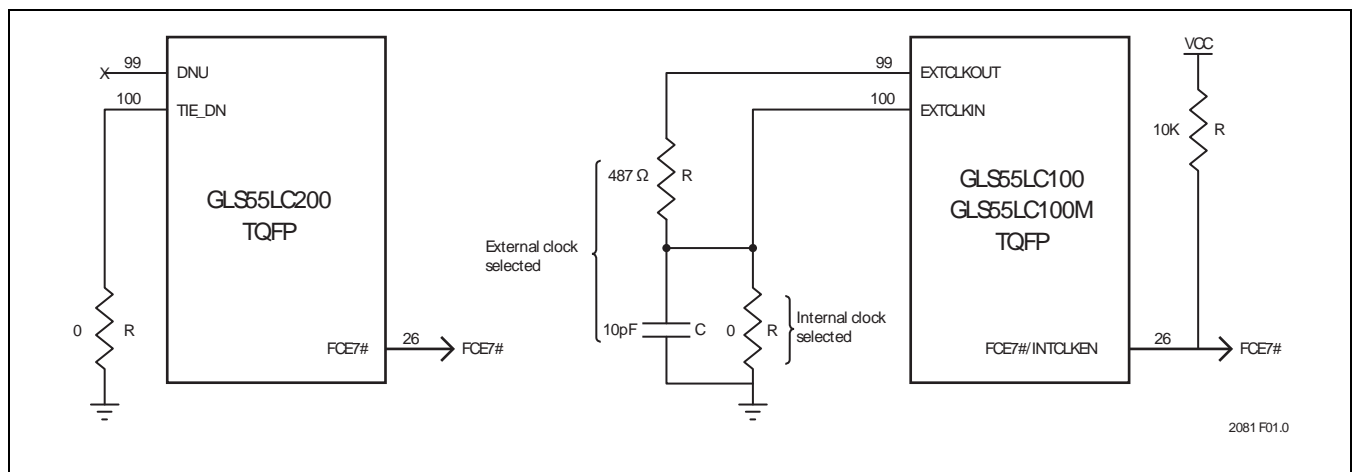 99
X
DNU
100
TIE_DN
GLS55LC200
TQFP
0
R
FCE7#
26
FCE7#
99
EXTCLKOUT
100
EXTCLKIN
487 Ω
R
External clock
selected
10pF
C
0
R
Internal clock
selected
GLS55LC100
GLS55LC100M
TQFP
VCC
10K
R
FCE7#/INTCLKEN
26
FCE7#
2081 F01.0